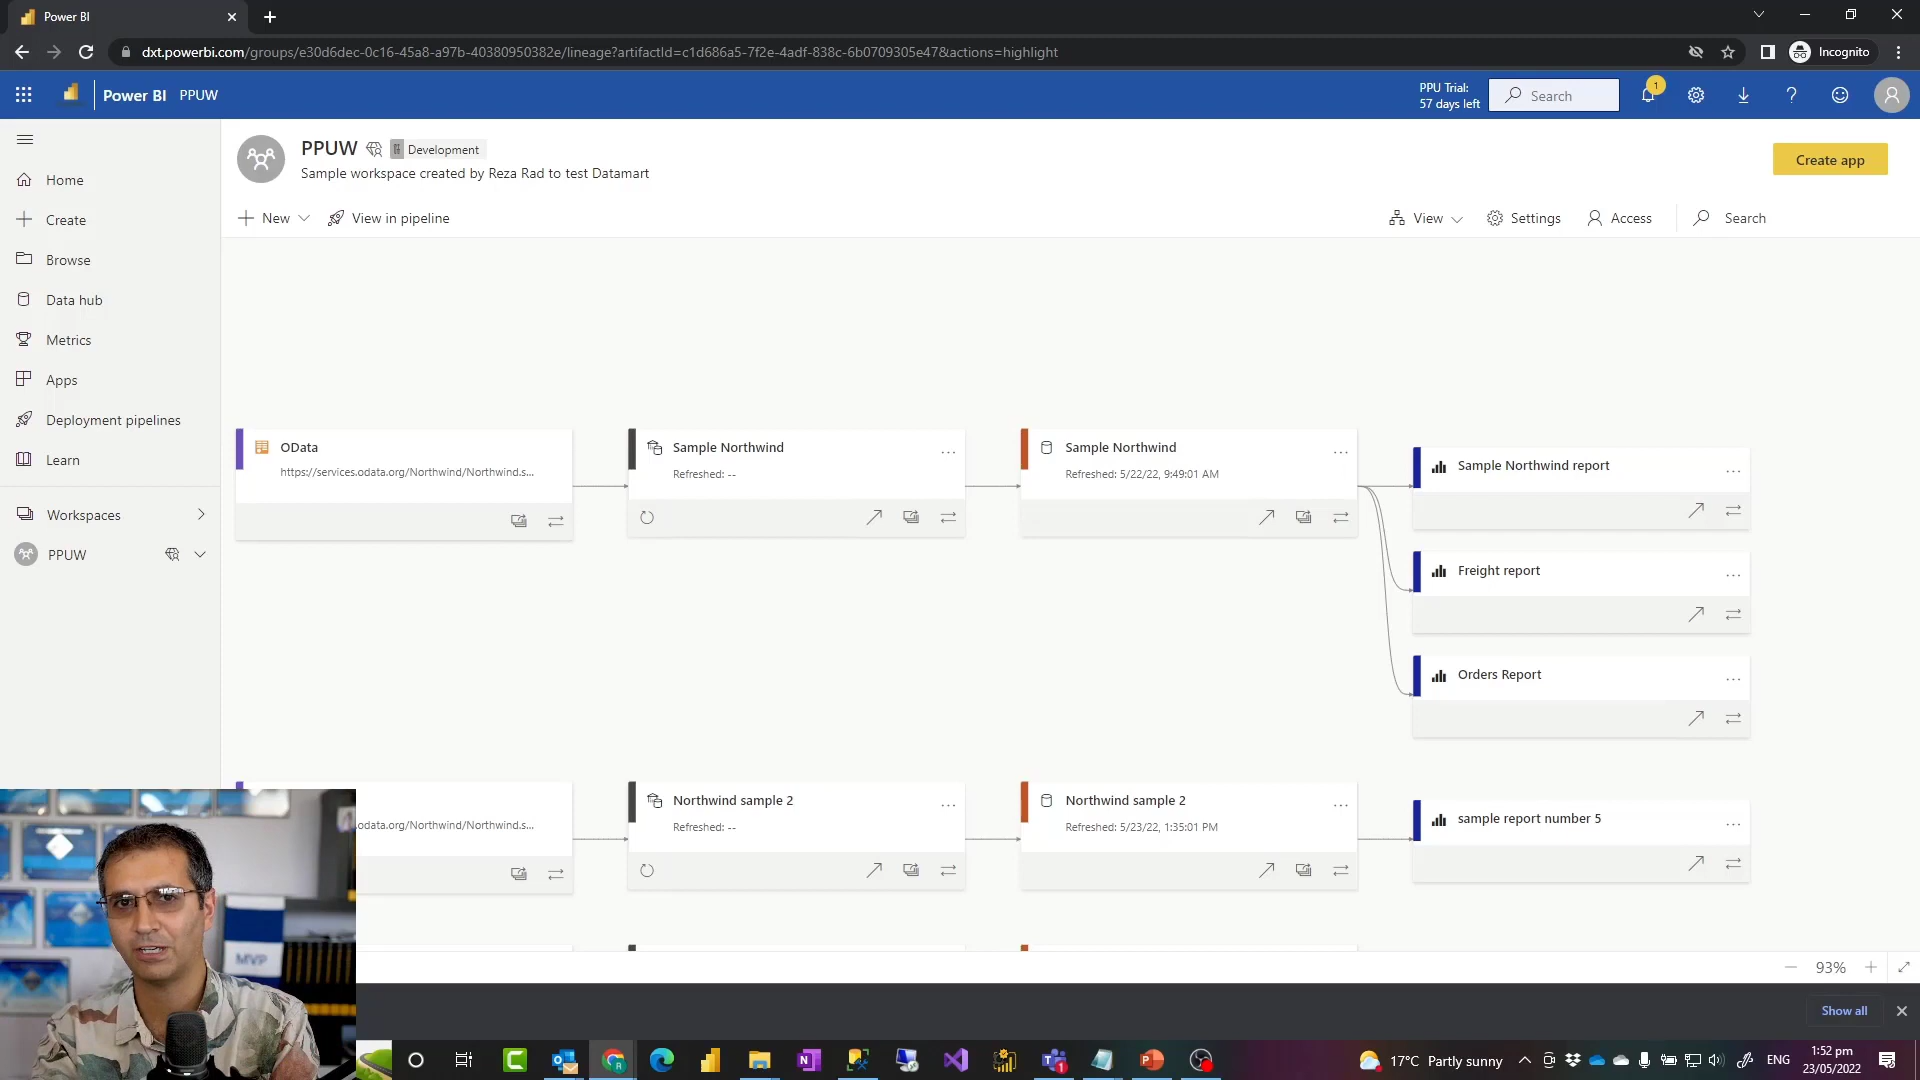 Power BI
dxt.powerbi.com/groups/e30d6dec-0c16-45a8-a97b-40380950382e/lineage?artifactId=c1d686a5-7f2e-4adf-838c-6b0709305e47&actions=highlight
Incognito
Power BI PPUW
PPU Trial:
57 days left
Search
1
PPUW Development
Sample workspace created by Reza Rad to test Datamart
Create app
New
View in pipeline
View
Settings
Access
Search
Home
Create
Browse
Data hub
Metrics
Apps
Deployment pipelines
Learn
Workspaces
PPUW
OData
https://services.odata.org/Northwind/Northwind.s...
Sample Northwind
Refreshed: --
Sample Northwind
Refreshed: 5/22/22, 9:49:01 AM
Sample Northwind report
Freight report
Orders Report
odata.org/Northwind/Northwind.s...
Northwind sample 2
Refreshed: --
Northwind sample 2
Refreshed: 5/23/22, 1:35:01 PM
sample report number 5
MVP
93%
Show all
17°C Partly sunny
ENG
1:52 pm
23/05/2022